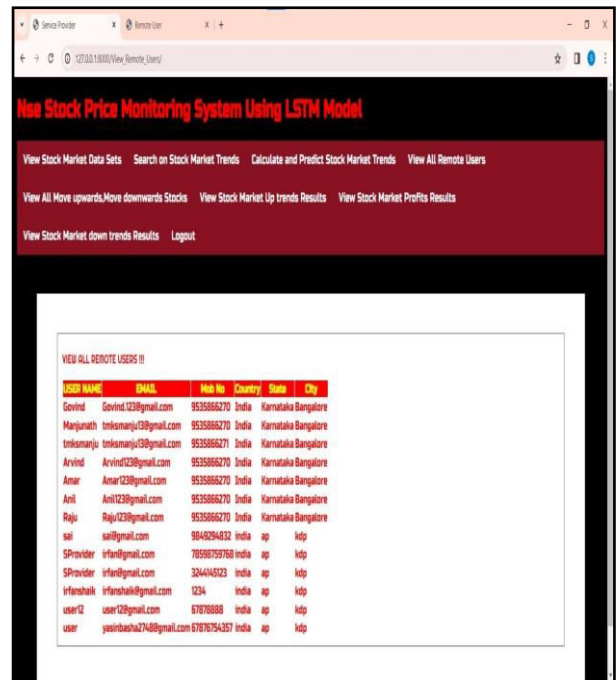 Service Provider x Remote User x +
127.0.0.1:8000/View_Remote_Users/
Nse Stock Price Monitoring System Using LSTM Model
View Stock Market Data Sets Search on Stock Market Trends Calculate and Predict Stock Market Trends View All Remote Users
View All Move upwards,Move downwards Stocks View Stock Market Up trends Results View Stock Market Profits Results
View Stock Market down trends Results Logout
VIEW ALL REMOTE USERS !!!
USER NAME EMAIL Mob No Country State City
Govind Govind.123@gmail.com 9535866270 India Karnataka Bangalore
Manjunath tmksmanju13@gmail.com 9535866270 India Karnataka Bangalore
tmksmanju tmksmanju13@gmail.com 9535866271 India Karnataka Bangalore
Arvind Arvind123@gmail.com 9535866270 India Karnataka Bangalore
Amar Amar123@gmail.com 9535866270 India Karnataka Bangalore
Anil Anil123@gmail.com 9535866270 India Karnataka Bangalore
Raju Raju123@gmail.com 9535866270 India Karnataka Bangalore
sai sai@gmail.com 9849294832 india ap kdp
SProvider irfan@gmail.com 78598759768 india ap kdp
SProvider irfan@gmail.com 3244145123 india ap kdp
irfanshaik irfanshaik@gmail.com 1234 india ap kdp
user12 user12@gmail.com 67878888 india ap kdp
user yasinbasha2748@gmail.com 67876754357 india ap kdp